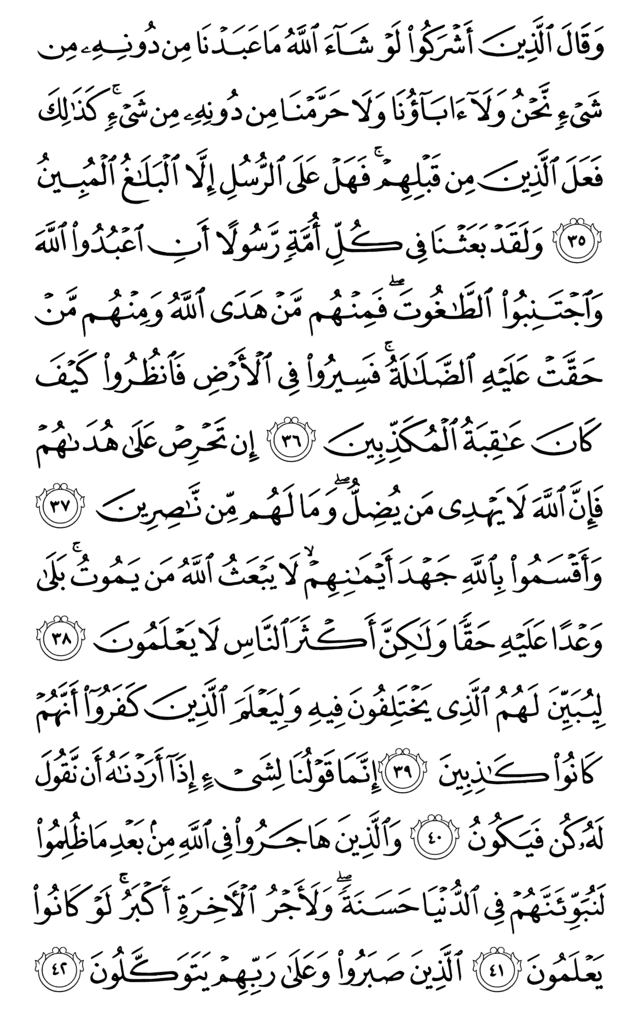 وَقَالَ ٱلَّذِينَ أَشۡرَكُواْ لَوۡ شَآءَ ٱللَّهُ مَا عَبَدۡنَا مِن دُونِهِۦ مِن
شَيۡءٖ نَّحۡنُ وَلَآ ءَابَآؤُنَا وَلَا حَرَّمۡنَا مِن دُونِهِۦ مِن شَيۡءٖۚ كَذَٰلِكَ
فَعَلَ ٱلَّذِينَ مِن قَبۡلِهِمۡۚ فَهَلۡ عَلَى ٱلرُّسُلِ إِلَّا ٱلۡبَلَٰغُ ٱلۡمُبِينُ
٣٥ وَلَقَدۡ بَعَثۡنَا فِي كُلِّ أُمَّةٖ رَّسُولًا أَنِ ٱعۡبُدُواْ ٱللَّهَ
وَٱجۡتَنِبُواْ ٱلطَّٰغُوتَۖ فَمِنۡهُم مَّنۡ هَدَى ٱللَّهُ وَمِنۡهُم مَّنۡ
حَقَّتۡ عَلَيۡهِ ٱلضَّلَٰلَةُۚ فَسِيرُواْ فِي ٱلۡأَرۡضِ فَٱنظُرُواْ كَيۡفَ
كَانَ عَٰقِبَةُ ٱلۡمُكَذِّبِينَ ٣٦ إِن تَحۡرِصۡ عَلَىٰ هُدَىٰهُمۡ
فَإِنَّ ٱللَّهَ لَا يَهۡدِي مَن يُضِلُّۖ وَمَا لَهُم مِّن نَّٰصِرِينَ ٣٧
وَأَقۡسَمُواْ بِٱللَّهِ جَهۡدَ أَيۡمَٰنِهِمۡۙ لَا يَبۡعَثُ ٱللَّهُ مَن يَمُوتُۚ بَلَىٰ
وَعۡدًا عَلَيۡهِ حَقّٗا وَلَٰكِنَّ أَكۡثَرَ ٱلنَّاسِ لَا يَعۡلَمُونَ ٣٨
لِيُبَيِّنَ لَهُمُ ٱلَّذِي يَخۡتَلِفُونَ فِيهِ وَلِيَعۡلَمَ ٱلَّذِينَ كَفَرُوٓاْ أَنَّهُمۡ
كَانُواْ كَٰذِبِينَ ٣٩ إِنَّمَا قَوۡلُنَا لِشَيۡءٍ إِذَآ أَرَدۡنَٰهُ أَن نَّقُولَ
لَهُۥ كُن فَيَكُونُ ٤٠ وَٱلَّذِينَ هَاجَرُواْ فِي ٱللَّهِ مِنۢ بَعۡدِ مَا ظُلِمُواْ
لَنُبَوِّئَنَّهُمۡ فِي ٱلدُّنۡيَا حَسَنَةٗۖ وَلَأَجۡرُ ٱلۡأٓخِرَةِ أَكۡبَرُۚ لَوۡ كَانُواْ
يَعۡلَمُونَ ٤١ ٱلَّذِينَ صَبَرُواْ وَعَلَىٰ رَبِّهِمۡ يَتَوَكَّلُونَ ٤٢